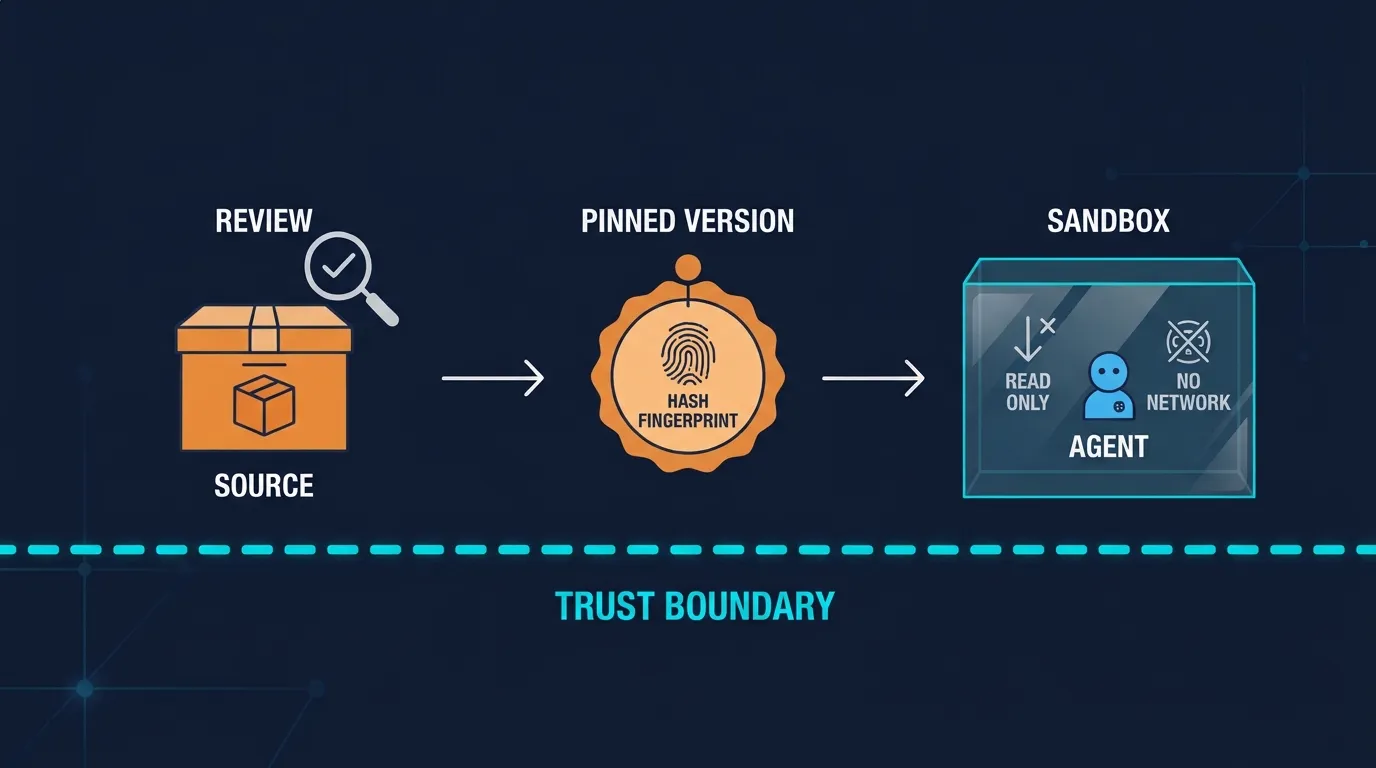 REVIEW
SOURCE
PINNED VERSION
HASH
FINGERPRINT
SANDBOX
READ
ONLY
NO
NETWORK
AGENT
TRUST BOUNDARY